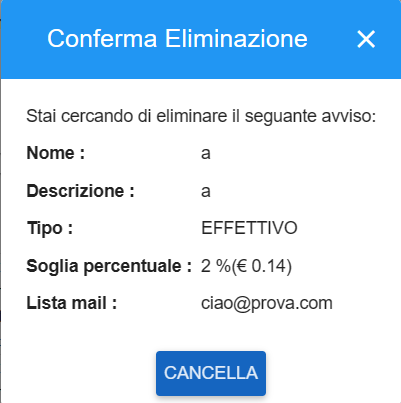 Conferma Eliminazione
Stai cercando di eliminare il seguante avviso:
Nome : a
Descrizione : a
Tipo : EFFETTIVO
Soglia percentuale : 2 %(€ 0.14)
Lista mail : ciao@prova.com
CANCELLA